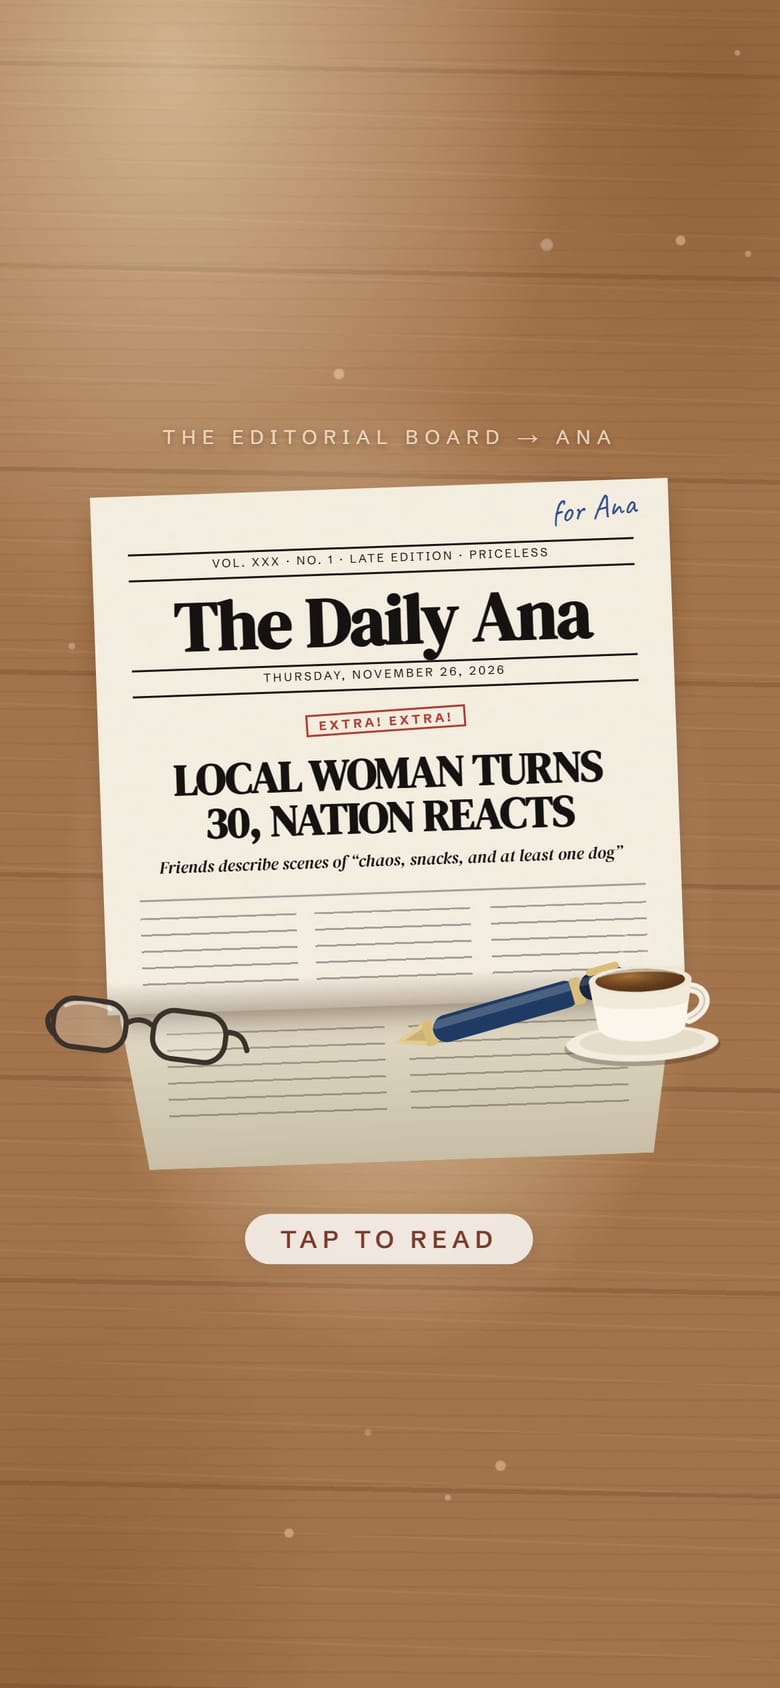 THE EDITORIAL BOARD → ANA
for Ana
VOL. XXX · NO. 1 · LATE EDITION · PRICELESS
The Daily Ana
THURSDAY, NOVEMBER 26, 2026
EXTRA! EXTRA!
LOCAL WOMAN TURNS
30, NATION REACTS
Friends describe scenes of “chaos, snacks, and at least one dog”
TAP TO READ